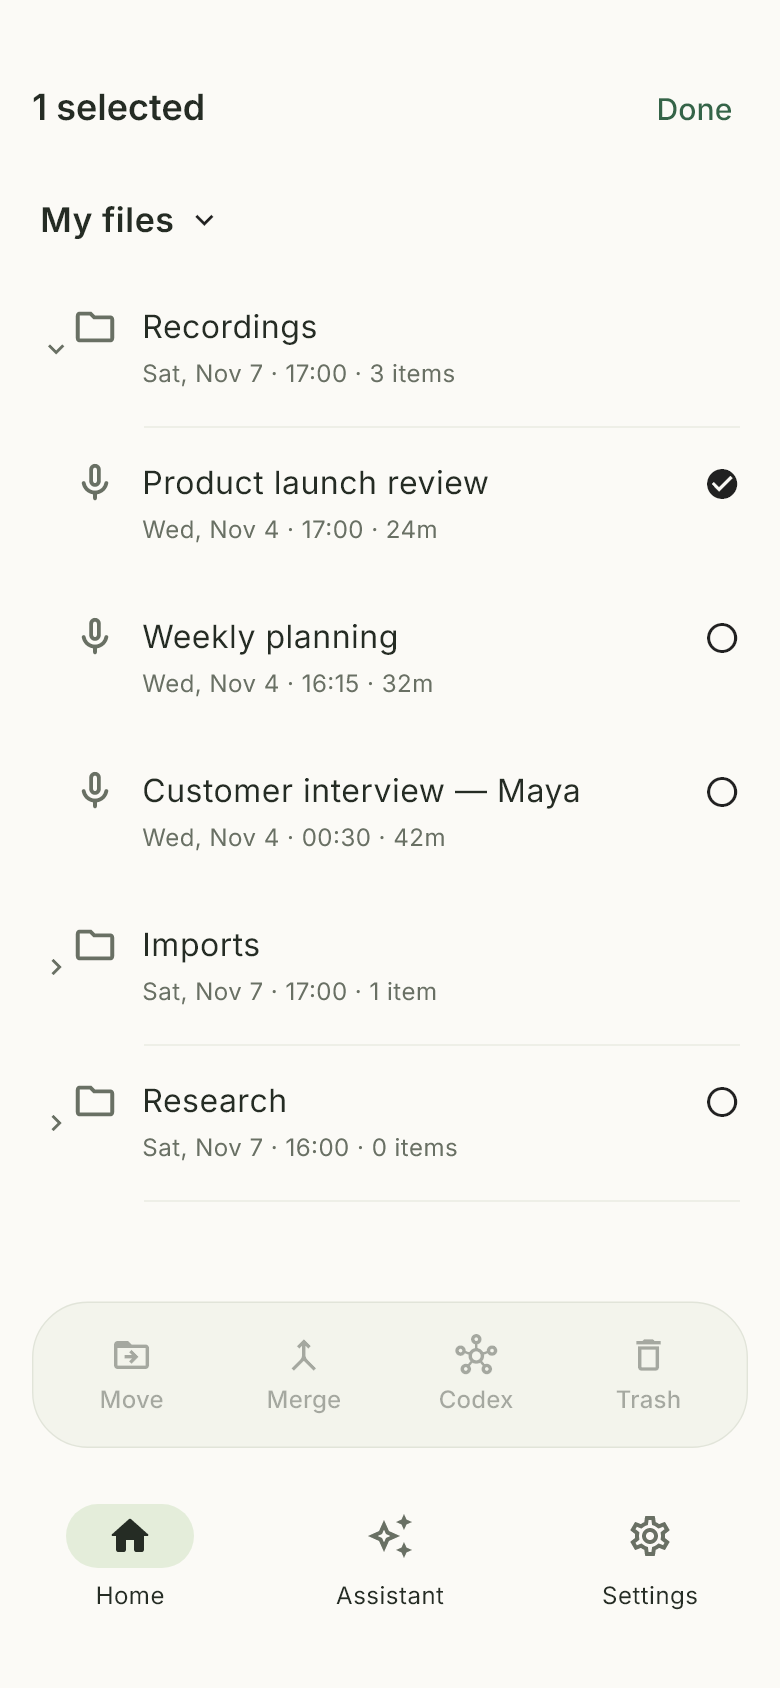 1 selected
Done
My files
Recordings
Sat, Nov 7 · 17:00 · 3 items
Product launch review
Wed, Nov 4 · 17:00 · 24m
Weekly planning
Wed, Nov 4 · 16:15 · 32m
Customer interview — Maya
Wed, Nov 4 · 00:30 · 42m
Imports
Sat, Nov 7 · 17:00 · 1 item
Research
Sat, Nov 7 · 16:00 · 0 items
Move
Merge
Codex
Trash
Home
Assistant
Settings